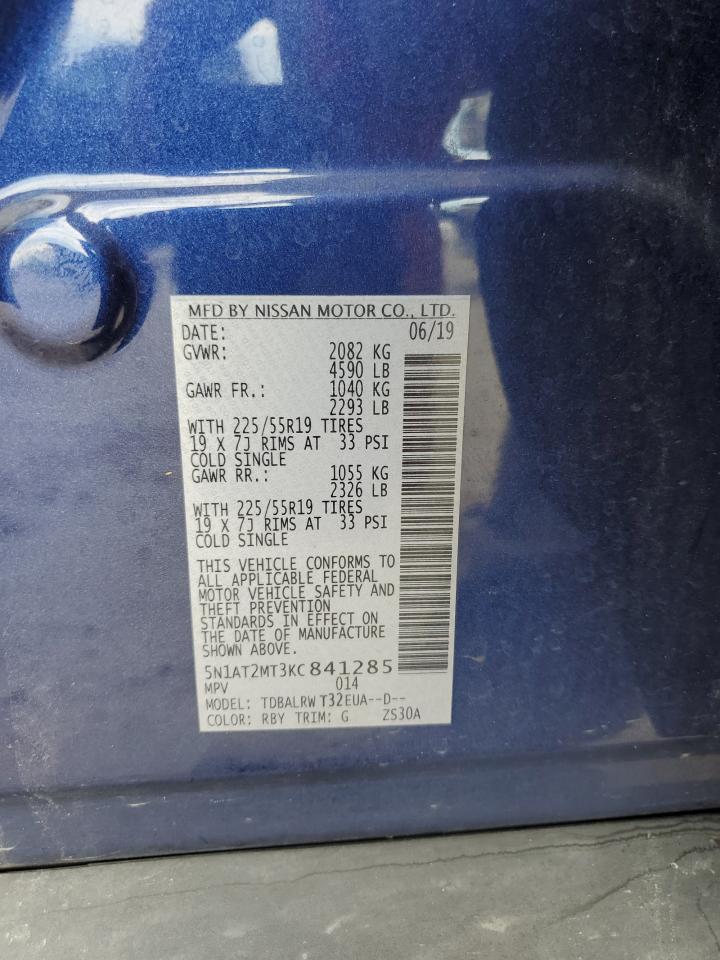 MFD BY NISSAN MOTOR CO., LTD.
DATE: 06/19
GVWR: 2082 KG
4590 LB
GAWR FR.: 1040 KG
2293 LB
WITH 225/55R19 TIRES
19 X 7J RIMS AT 33 PSI
COLD SINGLE
GAWR RR.: 1055 KG
2326 LB
WITH 225/55R19 TIRES
19 X 7J RIMS AT 33 PSI
COLD SINGLE
THIS VEHICLE CONFORMS TO
ALL APPLICABLE FEDERAL
MOTOR VEHICLE SAFETY AND
THEFT PREVENTION
STANDARDS IN EFFECT ON
THE DATE OF MANUFACTURE
SHOWN ABOVE.
5N1AT2MT3KC841285
MPV 014
MODEL: TDBALRW T32EUA--D--
COLOR: RBY TRIM: G ZS30A